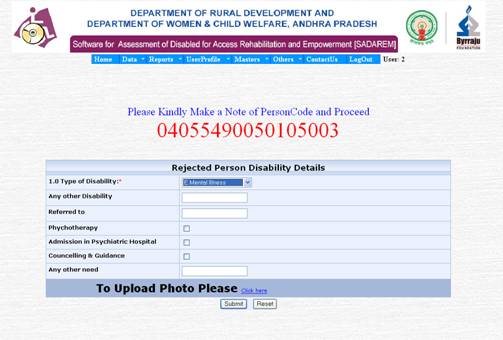 DEPARTMENT OF RURAL DEVELOPMENT AND
DEPARTMENT OF WOMEN & CHILD WELFARE, ANDHRA PRADESH
Software for Assessment of Disabled for Access Rehabilitation and Empowerment [SADAREM]
Byrraju
FOUNDATION
Home Data Reports UserProfile Masters Others ContactUs LogOut User: 2
Please Kindly Make a Note of PersonCode and Proceed
04055490050105003
Rejected Person Disability Details
1.0 Type of Disability:* E.Mental Illness
Any other Disability
Referred to
Phychotherapy
Admission in Psychiatric Hospital
Councelling & Guidance
Any other need
To Upload Photo Please Click here
Submit Reset